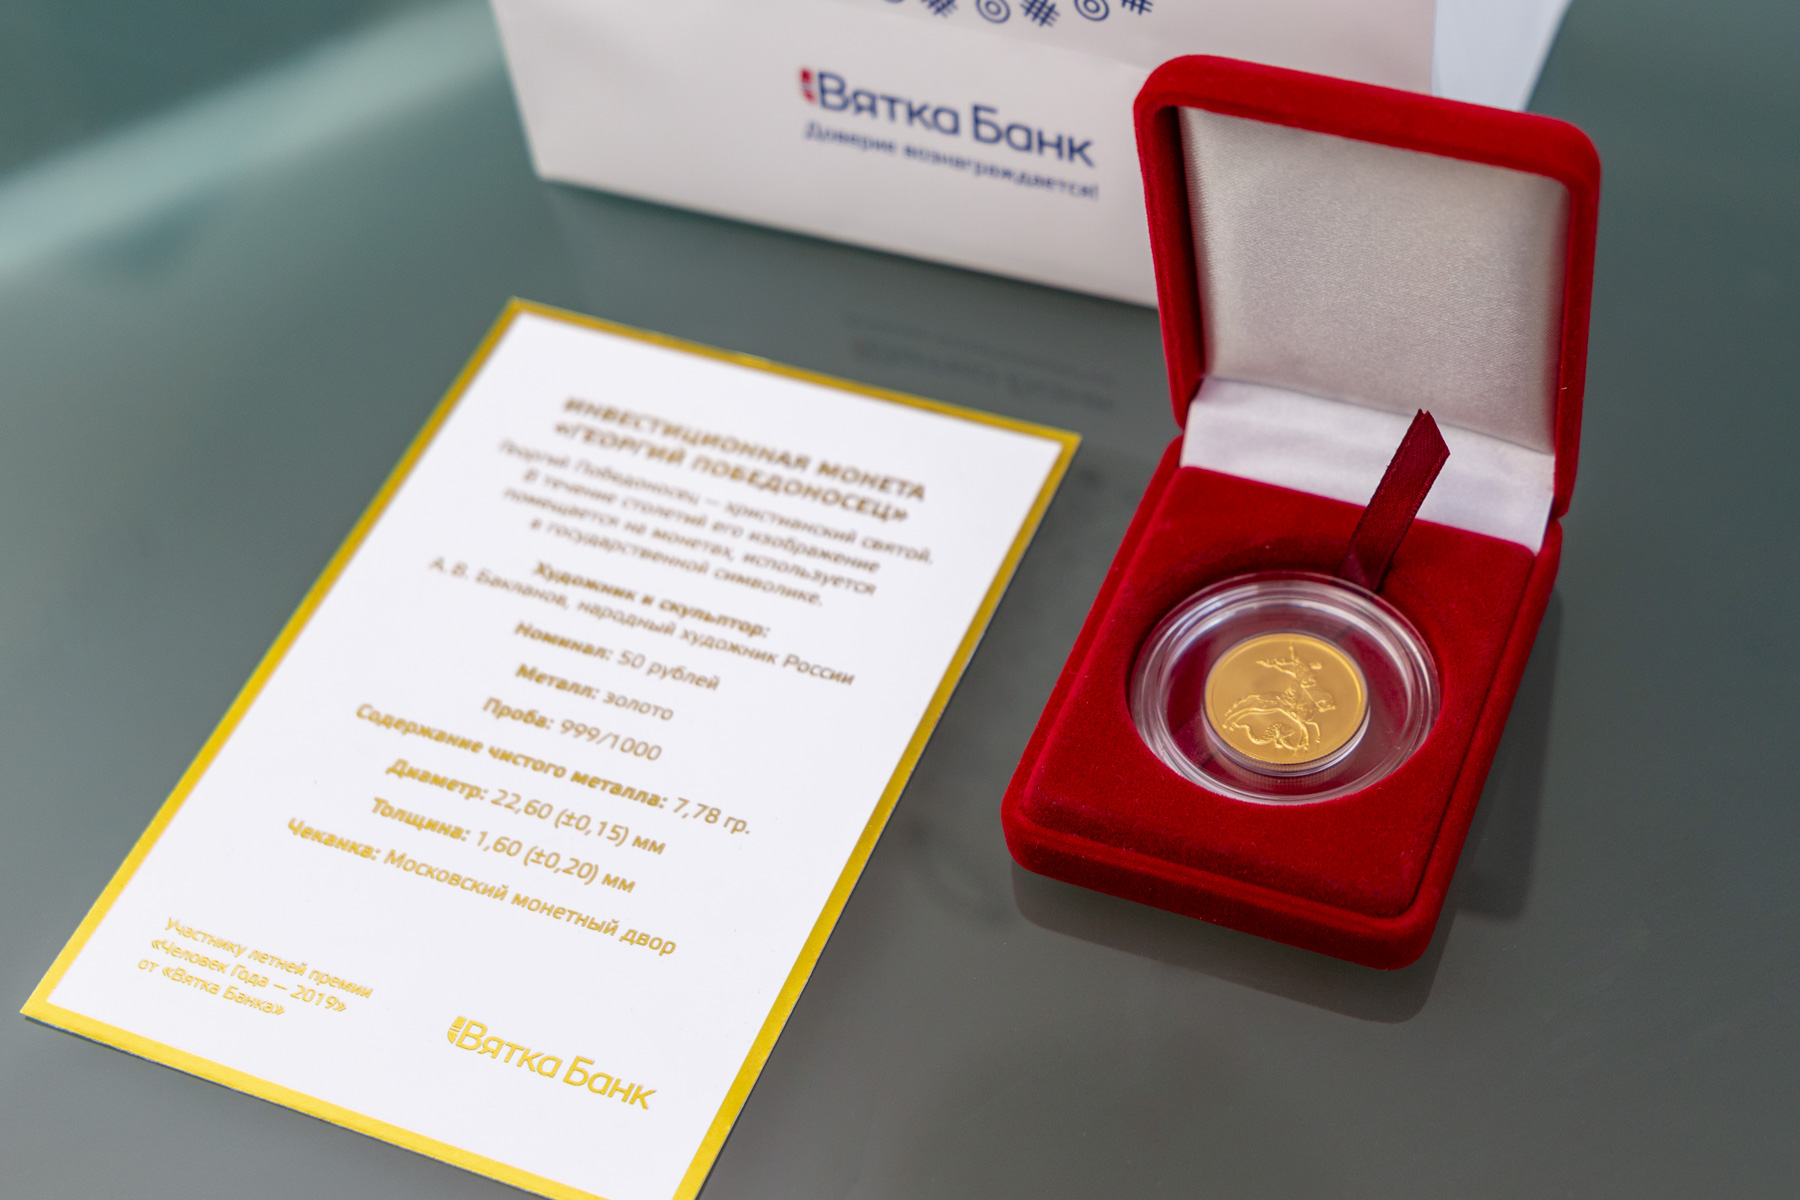 Вятка Банк
Доверие вознаграждается!
ИНВЕСТИЦИОННАЯ МОНЕТА
«ГЕОРГИЙ ПОБЕДОНОСЕЦ»
Георгий Победоносец — христианский святой.
В течение столетий его изображение
помещается на монетах, используется
в государственной символике.
Художник и скульптор:
А. В. Бакланов, народный художник России
Номинал: 50 рублей
Металл: золото
Проба: 999/1000
Содержание чистого металла: 7,78 гр.
Диаметр: 22,60 (±0,15) мм
Толщина: 1,60 (±0,20) мм
Чеканка: Московский монетный двор
Участнику летней премии
«Человек Года — 2019»
от «Вятка Банка»
Вятка Банк